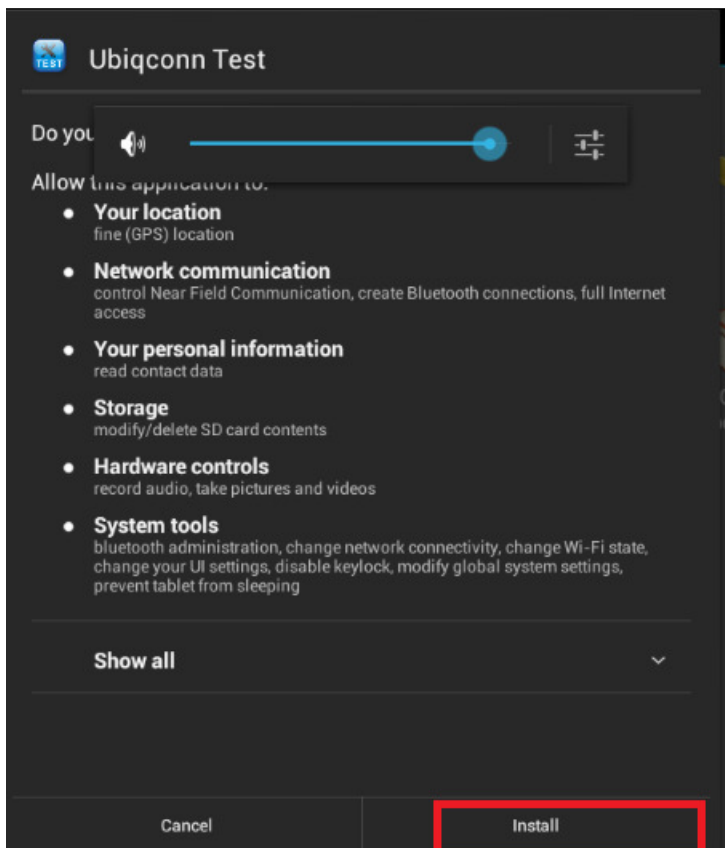 TEST
Ubiqconn Test
Do you
Allow this application to:
Your location
fine (GPS) location
Network communication
control Near Field Communication, create Bluetooth connections, full Internet
access
Your personal information
read contact data
Storage
modify/delete SD card contents
Hardware controls
record audio, take pictures and videos
System tools
bluetooth administration, change network connectivity, change Wi-Fi state,
change your UI settings, disable keylock, modify global system settings,
prevent tablet from sleeping
Show all
Cancel
Install